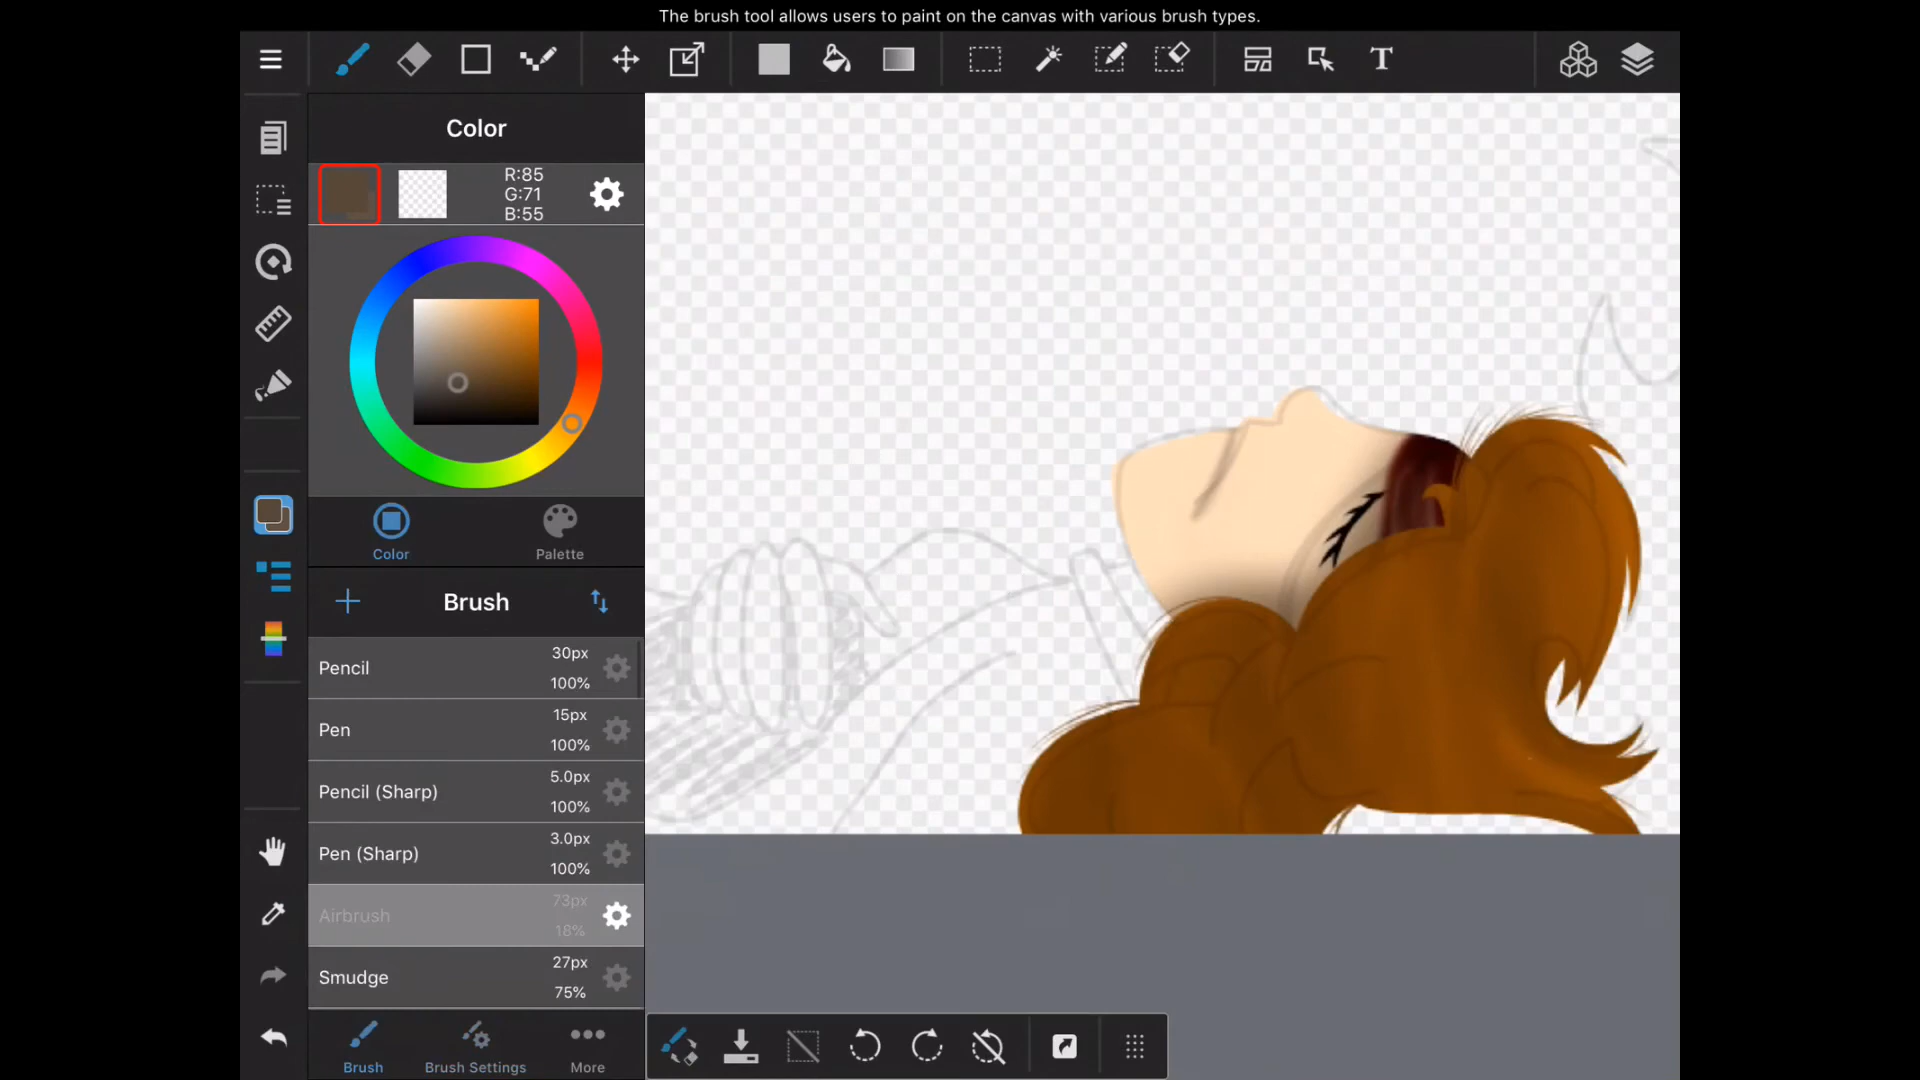 The brush tool allows users to paint on the canvas with various brush types.
T
Color
R:85
G:71
B:55
Color
Palette
Brush
Pencil
30px
100%
Pen
15px
100%
Pencil (Sharp)
5.0px
100%
Pen (Sharp)
3.0px
100%
Airbrush
73px
18%
Smudge
27px
75%
Brush
Brush Settings
More